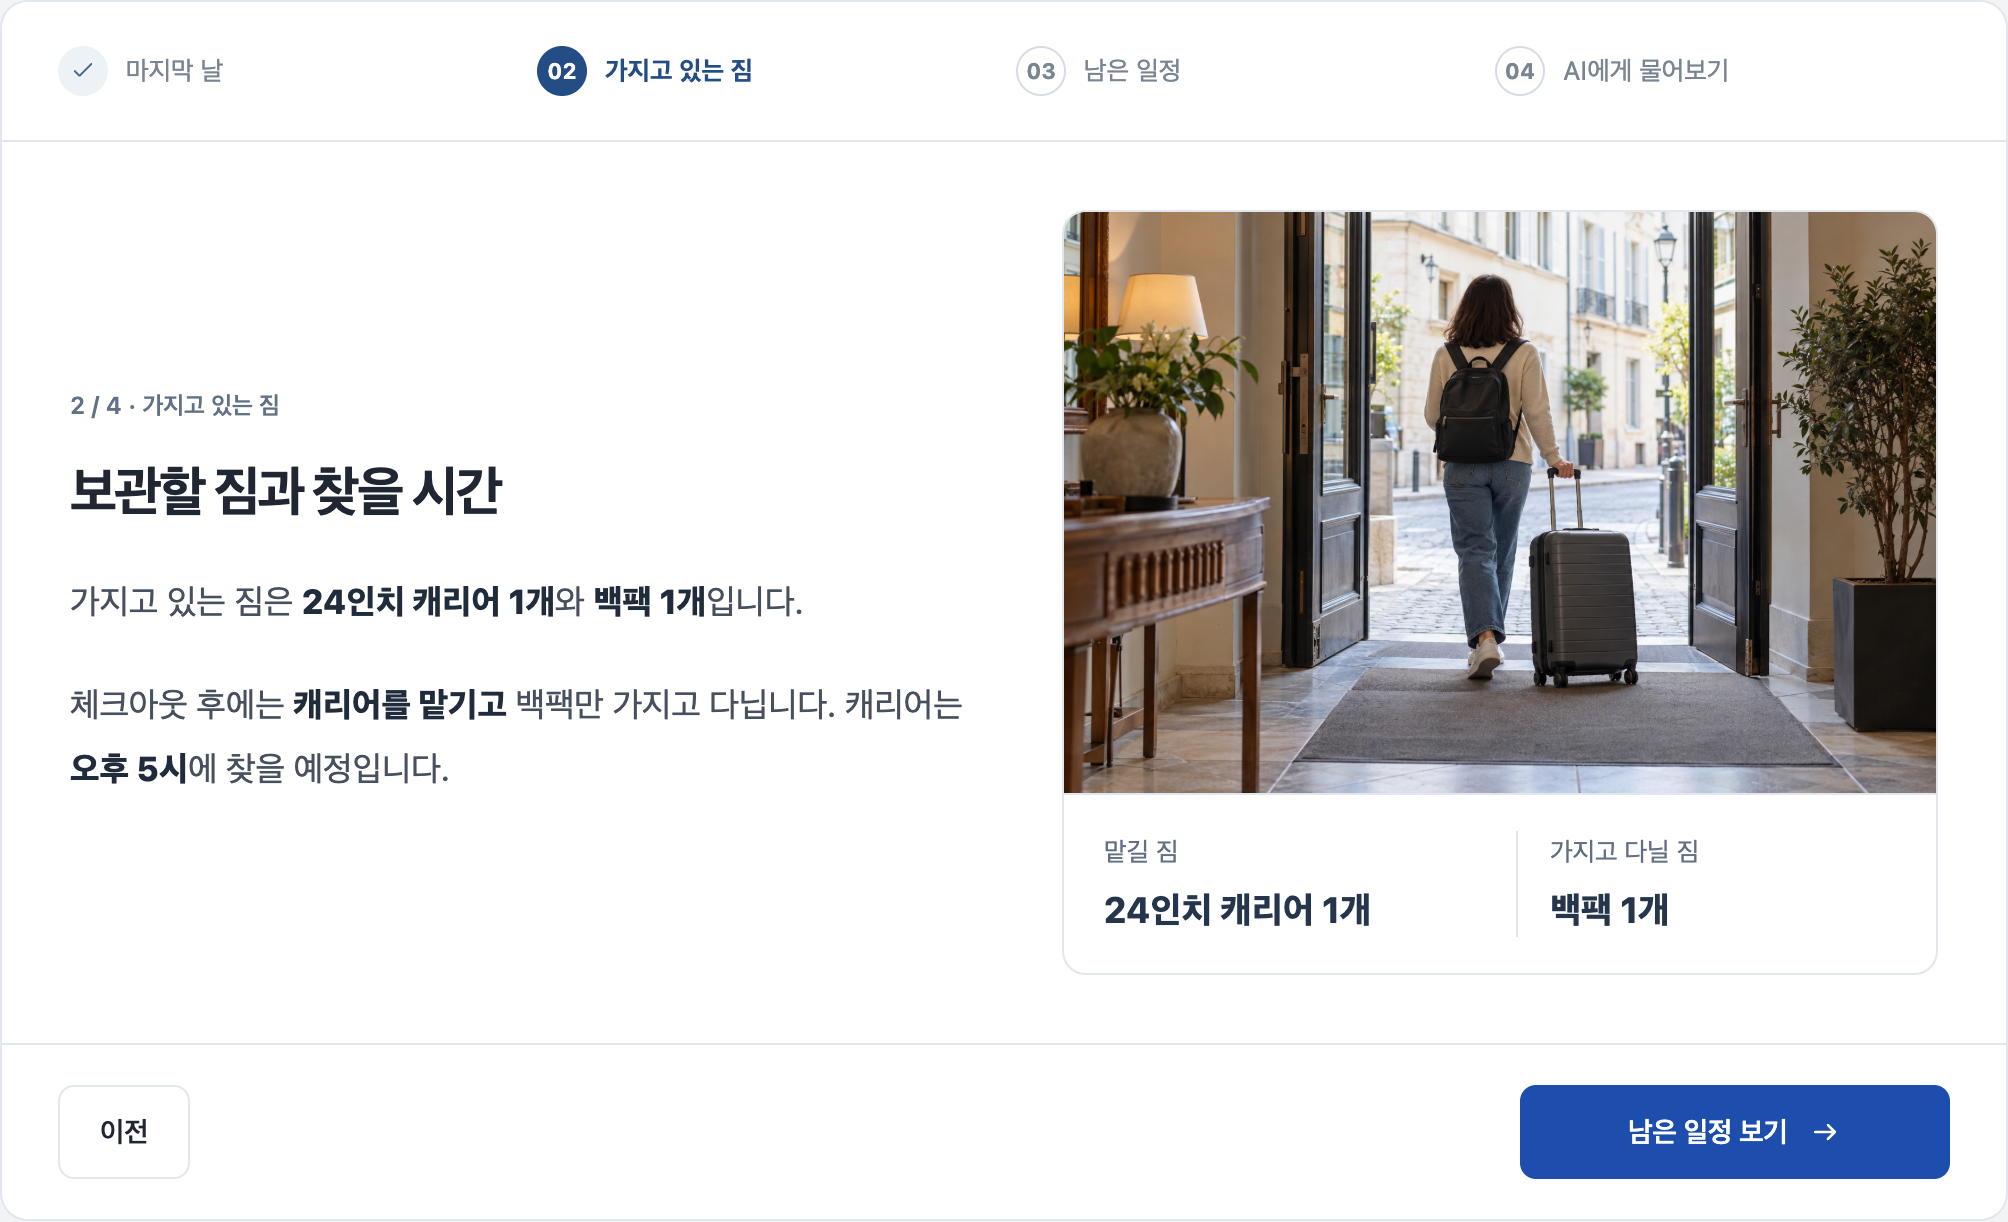 마지막 날
02 가지고 있는 짐
03 남은 일정
04 AI에게 물어보기
2 / 4 · 가지고 있는 짐
보관할 짐과 찾을 시간
가지고 있는 짐은 24인치 캐리어 1개와 백팩 1개입니다.
체크아웃 후에는 캐리어를 맡기고 백팩만 가지고 다닙니다. 캐리어는
오후 5시에 찾을 예정입니다.
맡길 짐
24인치 캐리어 1개
가지고 다닐 짐
백팩 1개
이전
남은 일정 보기 →